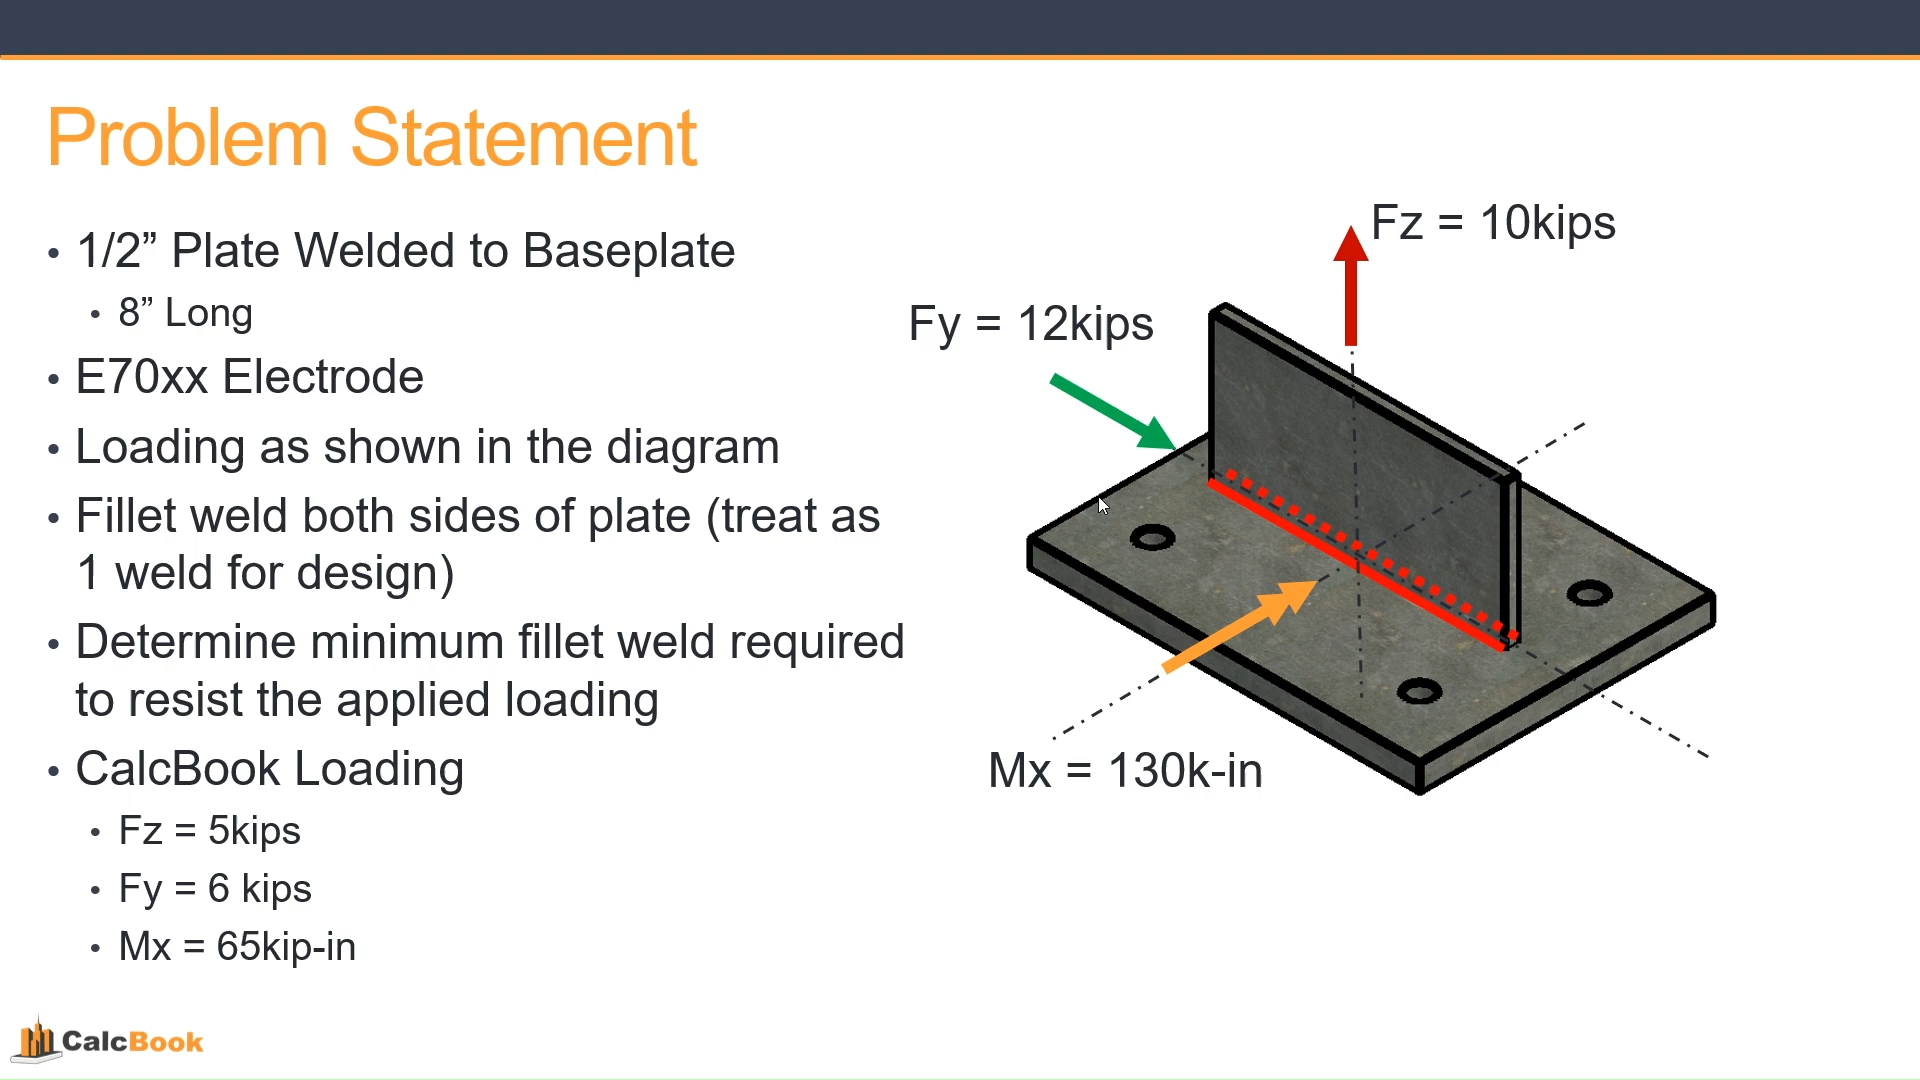 Problem Statement
• 1/2” Plate Welded to Baseplate
• 8” Long
• E70xx Electrode
• Loading as shown in the diagram
• Fillet weld both sides of plate (treat as
1 weld for design)
• Determine minimum fillet weld required
to resist the applied loading
• CalcBook Loading
• Fz = 5kips
• Fy = 6 kips
• Mx = 65kip-in
Fz = 10kips
Fy = 12kips
Mx = 130k-in
CalcBook